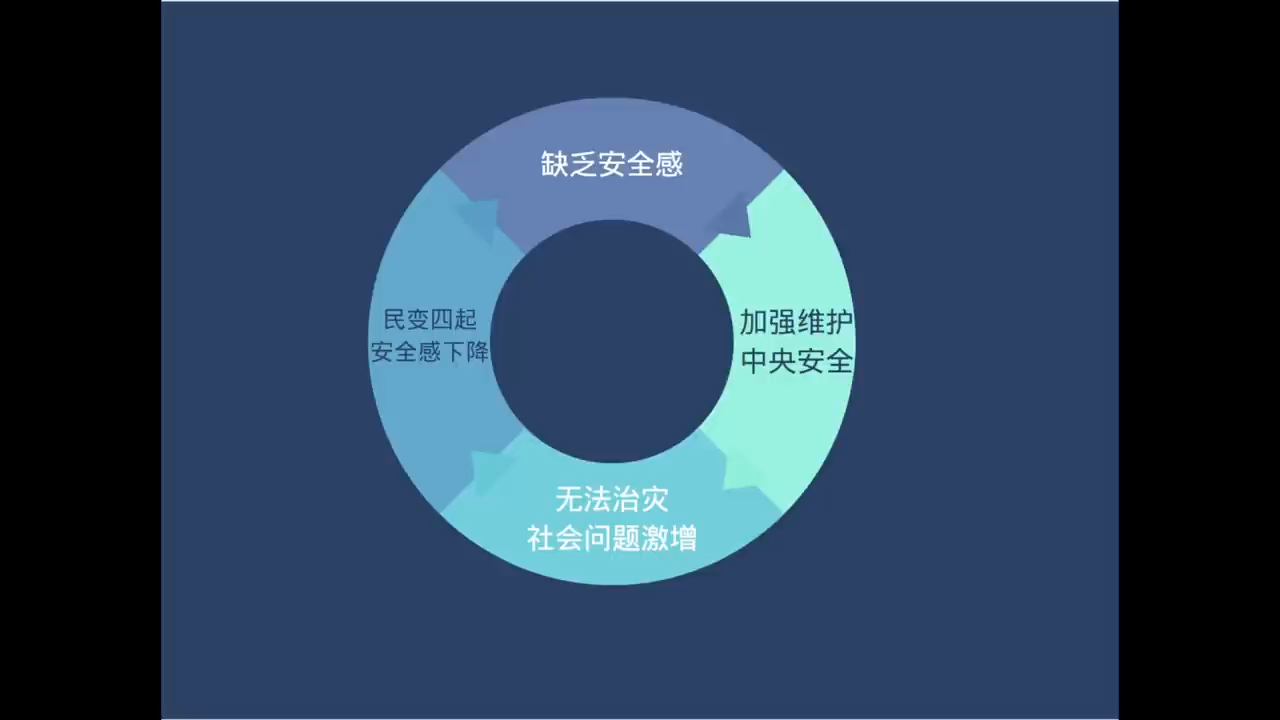 缺乏安全感
加强维护
中央安全
无法治灾
社会问题激增
民变四起
安全感下降